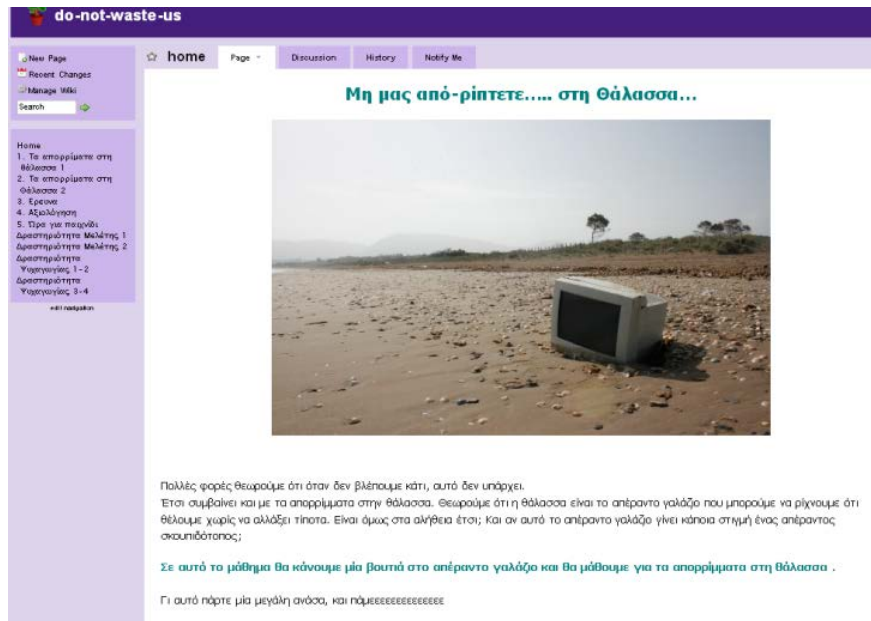 do-not-waste-us
New Page
Recent Changes
Manage Wiki
Search
Home
1. Τα απορρίματα στη
θάλασσα 1
2. Τα απορρίματα στη
Θάλασσα 2
3. Ερευνα
4. Αξιολόγηση
5. Ώρα για παιχνίδι
Δραστηριότητα Μελέτης 1
Δραστηριότητα Μελέτης 2
Δραστηριότητα
Ψυχαγωγίας 1-2
Δραστηριότητα
Ψυχαγωγίας 3-4
edit navigation
home
Page
Discussion
History
Notify Me
Μη μας από-ρίπτετε..... στη Θάλασσα...
Πολλές φορές θεωρούμε ότι όταν δεν βλέπουμε κάτι, αυτό δεν υπάρχει.
Έτσι συμβαίνει και με τα απορρίμματα στην θάλασσα. Θεωρούμε ότι η θάλασσα είναι το απέραντο γαλάζιο που μπορούμε να ρίχνουμε ότι
θέλουμε χωρίς να αλλάξει τίποτα. Είναι όμως στα αλήθεια έτσι; Και αν αυτό το απέραντο γαλάζιο γίνει κάποια στιγμή ένας απέραντος
σκουπιδότοπος;
Σε αυτό το μάθημα θα κάνουμε μία βουτιά στο απέραντο γαλάζιο και θα μάθουμε για τα απορρίμματα στη θάλασσα .
Γι αυτό πάρτε μία μεγάλη ανάσα, και πάμεεεεεεεεεεεεεε